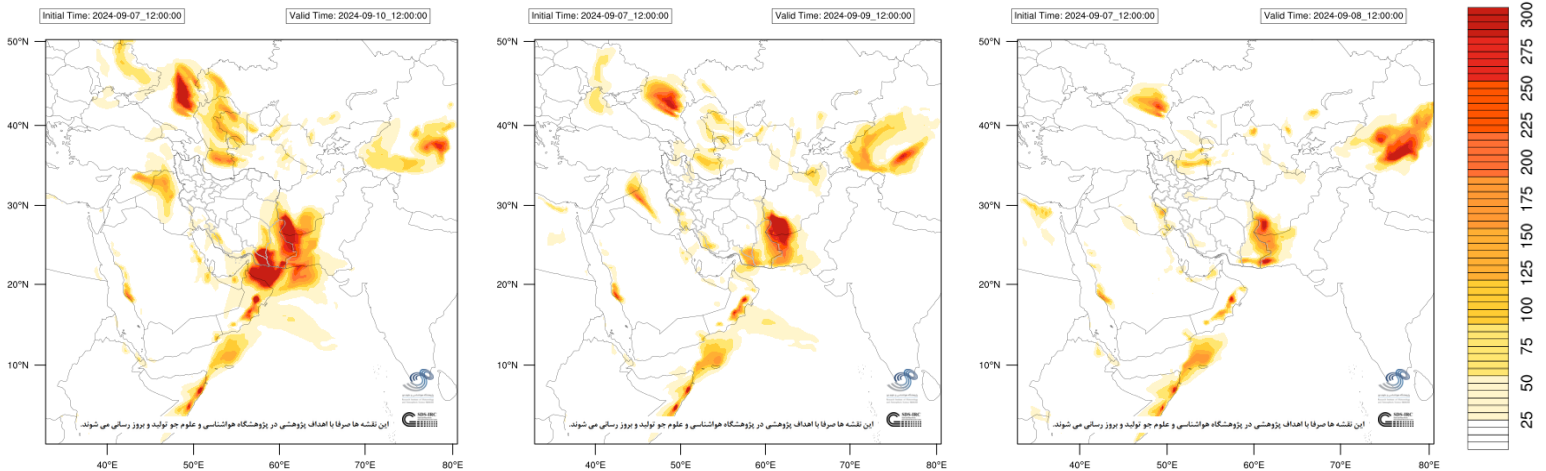 Initial Time: 2024-09-07_12:00:00
Valid Time: 2024-09-10_12:00:00
50°N
40°N
30°N
20°N
10°N
40°E
50°E
60°E
70°E
80°E
SDS-IRC
این نقشه ها صرفا با اهداف پژوهشی در پژوهشگاه هواشناسی و علوم جو تولید و بروز رسانی می شوند.
Initial Time: 2024-09-07_12:00:00
Valid Time: 2024-09-09_12:00:00
50°N
40°N
30°N
20°N
10°N
40°E
50°E
60°E
70°E
80°E
SDS-IRC
این نقشه ها صرفا با اهداف پژوهشی در پژوهشگاه هواشناسی و علوم جو تولید و بروز رسانی می شوند.
Initial Time: 2024-09-07_12:00:00
Valid Time: 2024-09-08_12:00:00
50°N
40°N
30°N
20°N
10°N
40°E
50°E
60°E
70°E
80°E
SDS-IRC
این نقشه ها صرفا با اهداف پژوهشی در پژوهشگاه هواشناسی و علوم جو تولید و بروز رسانی می شوند.
300
275
250
225
200
175
150
125
100
75
50
25